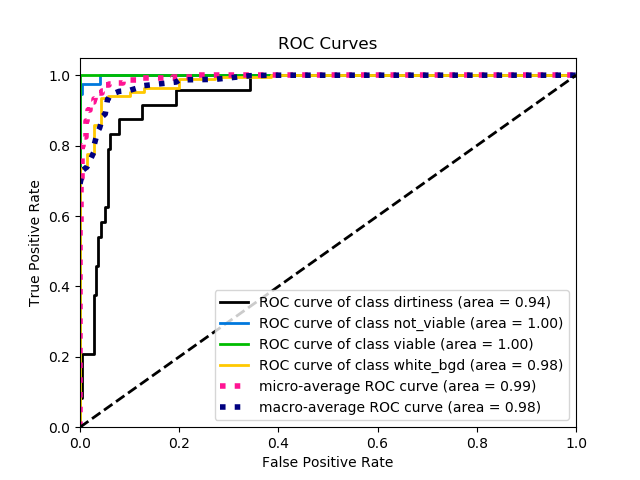 ROC Curves
True Positive Rate
1.0
0.8
0.6
0.4
0.2
0.0
ROC curve of class dirtiness (area = 0.94)
ROC curve of class not_viable (area = 1.00)
ROC curve of class viable (area = 1.00)
ROC curve of class white_bgd (area = 0.98)
micro-average ROC curve (area = 0.99)
macro-average ROC curve (area = 0.98)
0.0 0.2 0.4 0.6 0.8 1.0
False Positive Rate